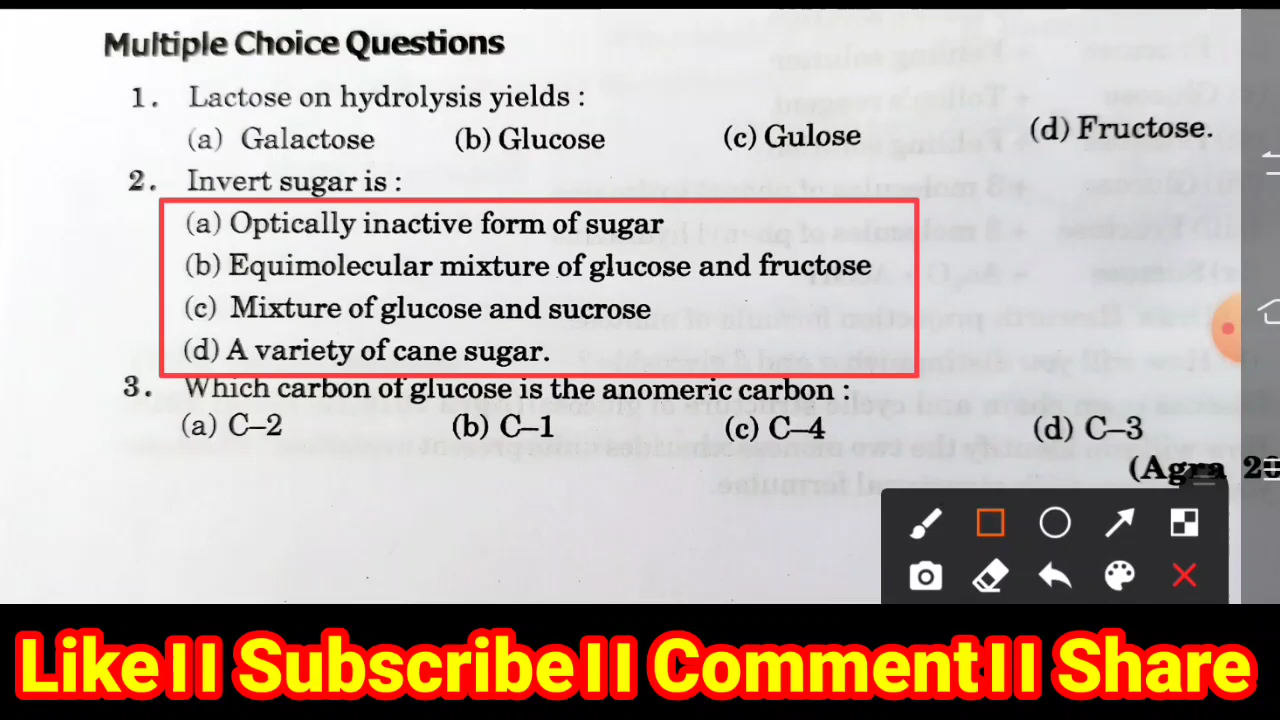 Multiple Choice Questions
1. Lactose on hydrolysis yields :
(a) Galactose (b) Glucose (c) Gulose (d) Fructose.
2. Invert sugar is :
(a) Optically inactive form of sugar
(b) Equimolecular mixture of glucose and fructose
(c) Mixture of glucose and sucrose
(d) A variety of cane sugar.
3. Which carbon of glucose is the anomeric carbon :
(a) C–2 (b) C–1 (c) C–4 (d) C–3
(Agra
Like II Subscribe II Comment II Share